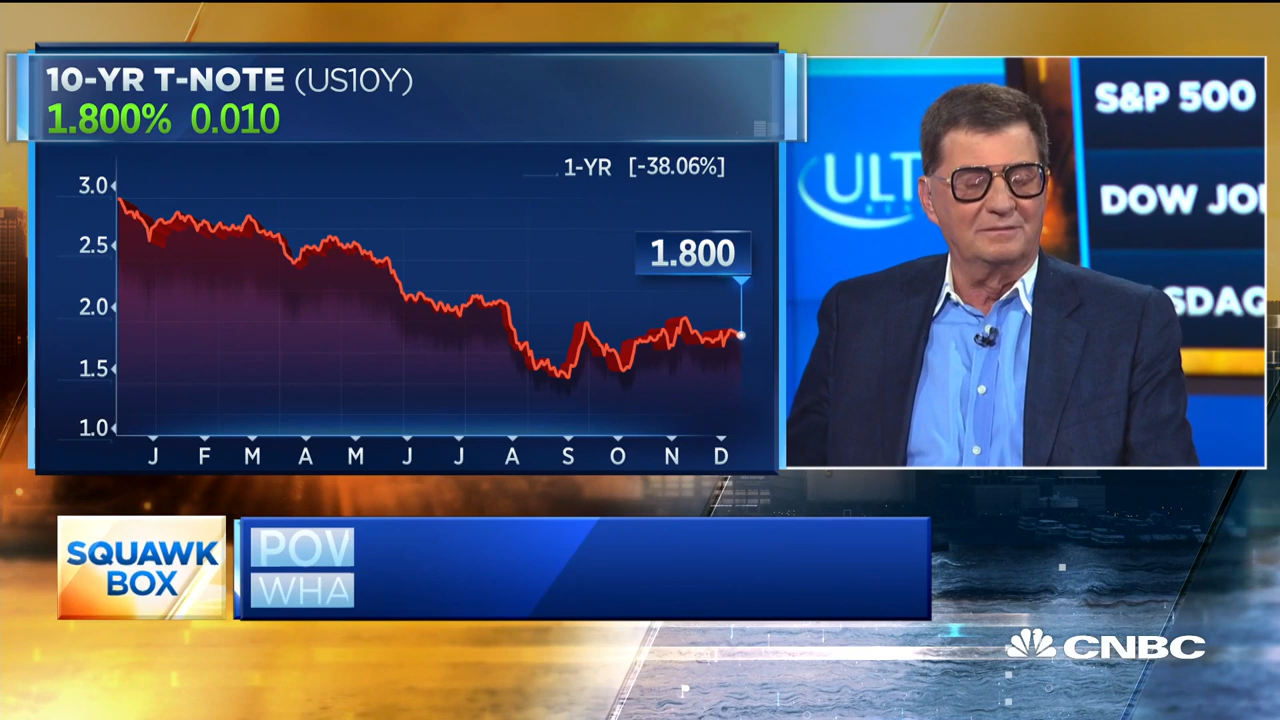 10-YR T-NOTE (US10Y)
1.800% 0.010
1-YR [-38.06%]
3.0
2.5
2.0
1.5
1.0
1.800
J F M A M J J A S O N D
ULT
S&P 500
DOW JO
SDAQ
SQUAWK
BOX
POV
WHA
CNBC
P